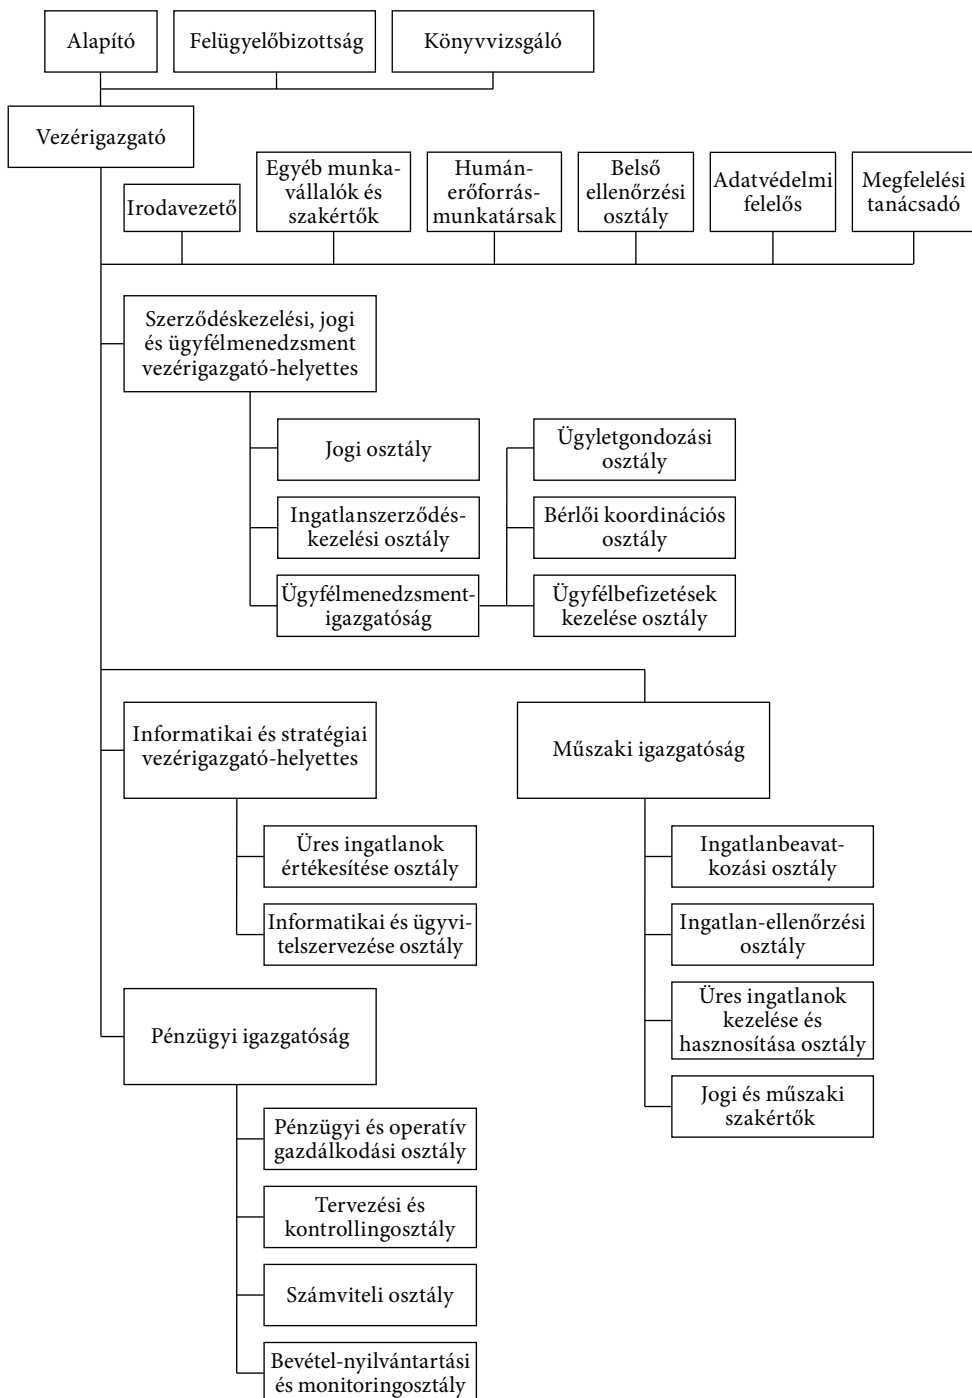 Alapító
Felügyelőbizottság
Könyvvizsgáló
Vezérigazgató
Irodavezető
Egyéb munka-
vállalók és
szakértők
Humán-
erőforrás-
munkatársak
Belső
ellenőrzési
osztály
Adatvédelmi
felelős
Megfelelési
tanácsadó
Szerződéskezelési, jogi
és ügyfélmenedzsment
vezérigazgató-helyettes
Jogi osztály
Ingatlanszerződés-
kezelési osztály
Ügyfélmenedzsment-
igazgatóság
Ügyletgondozási
osztály
Bérlői koordinációs
osztály
Ügyfélbefizetések
kezelése osztály
Informatikai és stratégiai
vezérigazgató-helyettes
Üres ingatlanok
értékesítése osztály
Informatikai és ügyvi-
telszervezése osztály
Műszaki igazgatóság
Ingatlanbeavat-
kozási osztály
Ingatlan-ellenőrzési
osztály
Üres ingatlanok
kezelése és
hasznosítása osztály
Jogi és műszaki
szakértők
Pénzügyi igazgatóság
Pénzügyi és operatív
gazdálkodási osztály
Tervezési és
kontrollingosztály
Számviteli osztály
Bevétel-nyilvántartási
és monitoringosztály